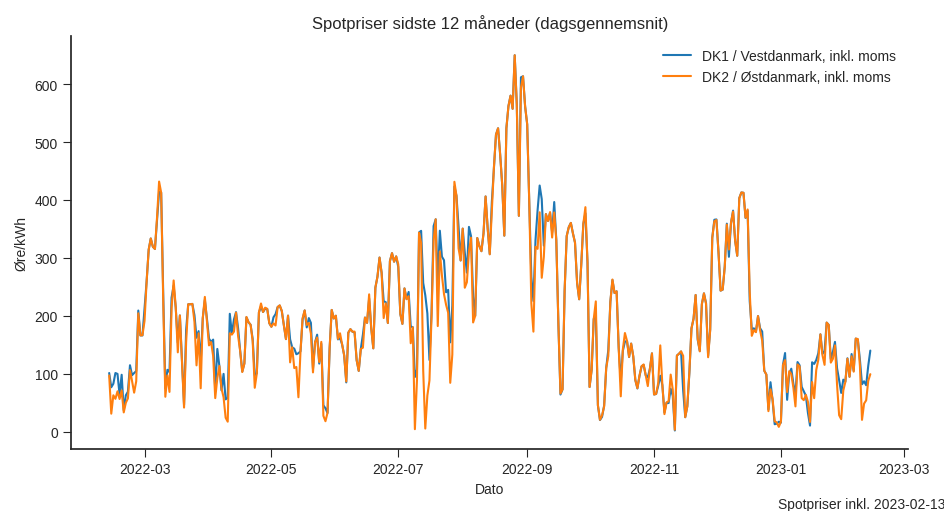 Spotpriser sidste 12 måneder (dagsgennemsnit)
DK1 / Vestdanmark, inkl. moms
DK2 / Østdanmark, inkl. moms
Øre/kWh
600
500
400
300
200
100
0
2022-03 2022-05 2022-07 2022-09 2022-11 2023-01 2023-03
Dato
Spotpriser inkl. 2023-02-13